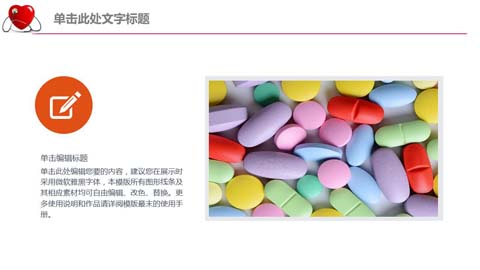 单击此处文字标题
单击编辑标题
单击此处编辑您要的内容，建议您在展示时
采用微软雅黑字体，本模版所有图形线条及
其相应素材均可自由编辑、改色、替换。更
多使用说明和作品请详阅模版最末的使用手
册。